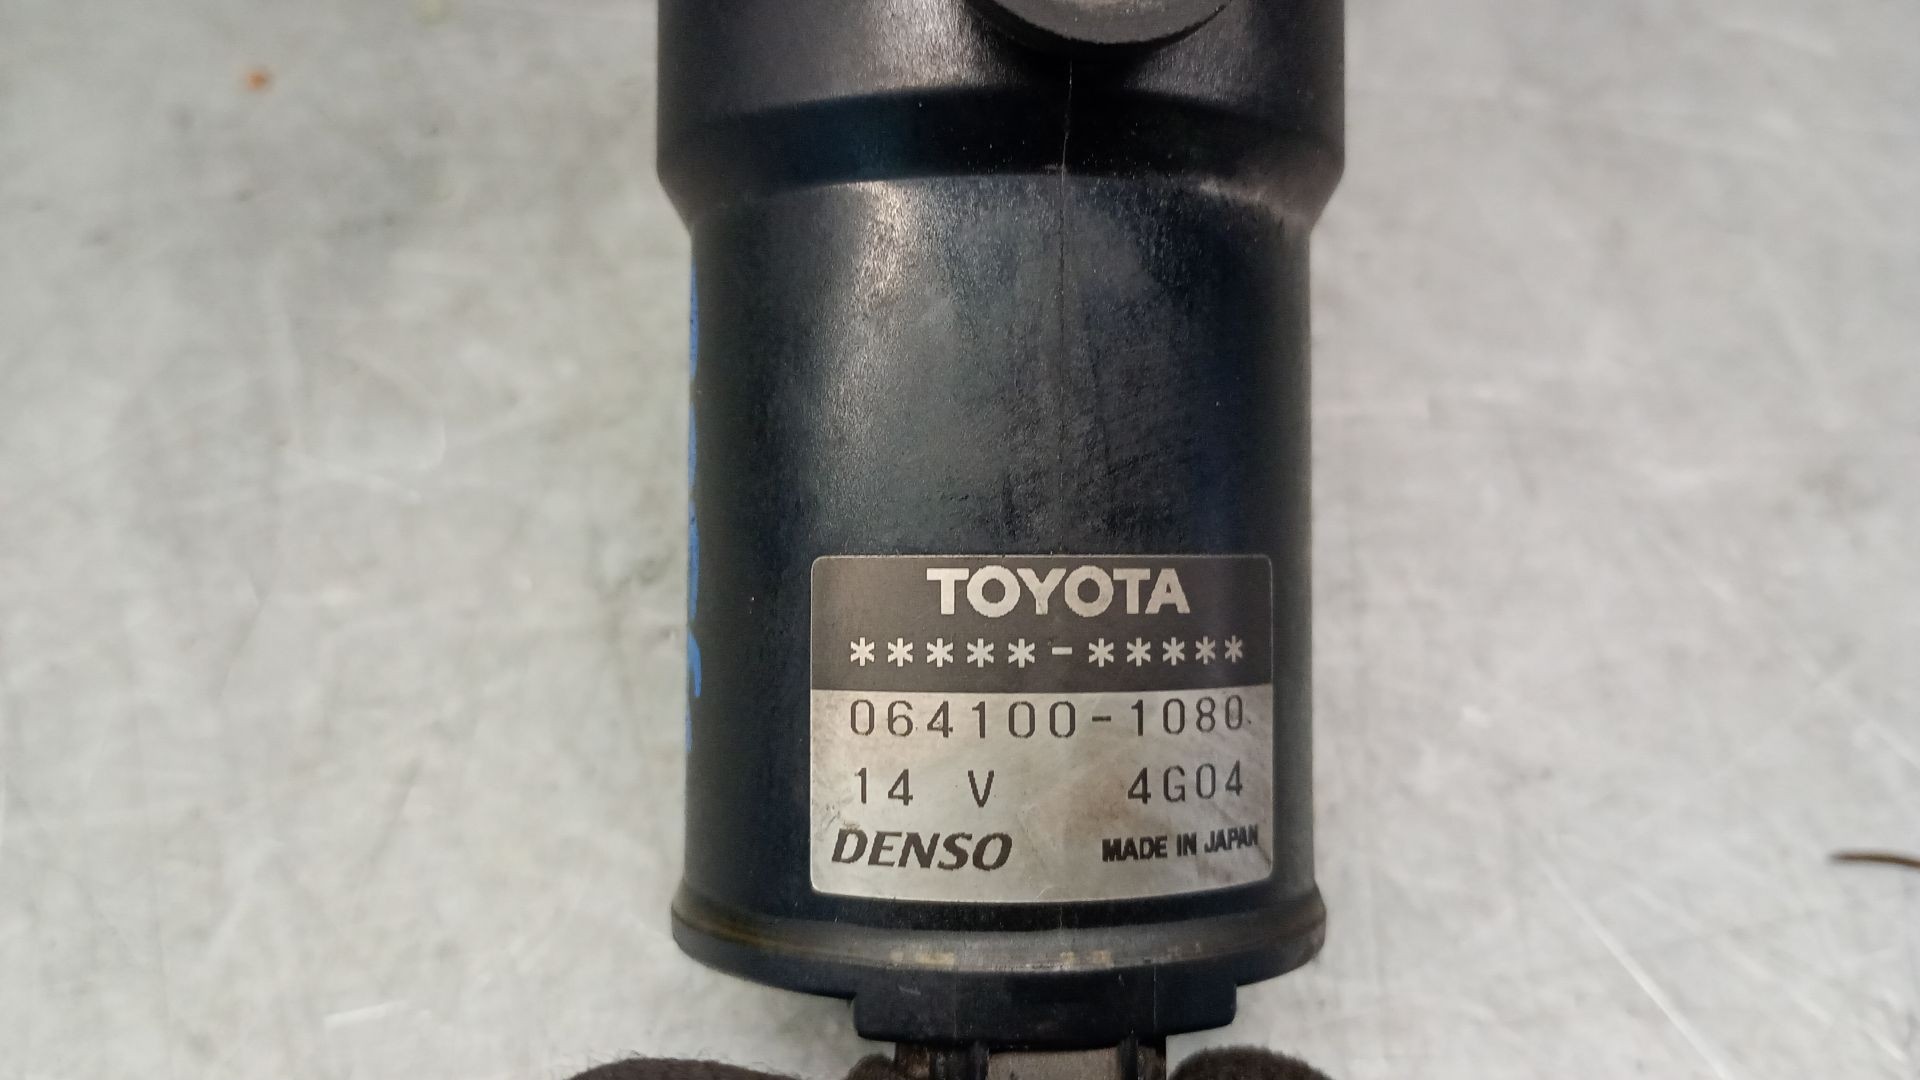 TOYOTA
*****-*****
064100-1080
14 V 4G04
DENSO MADE IN JAPAN